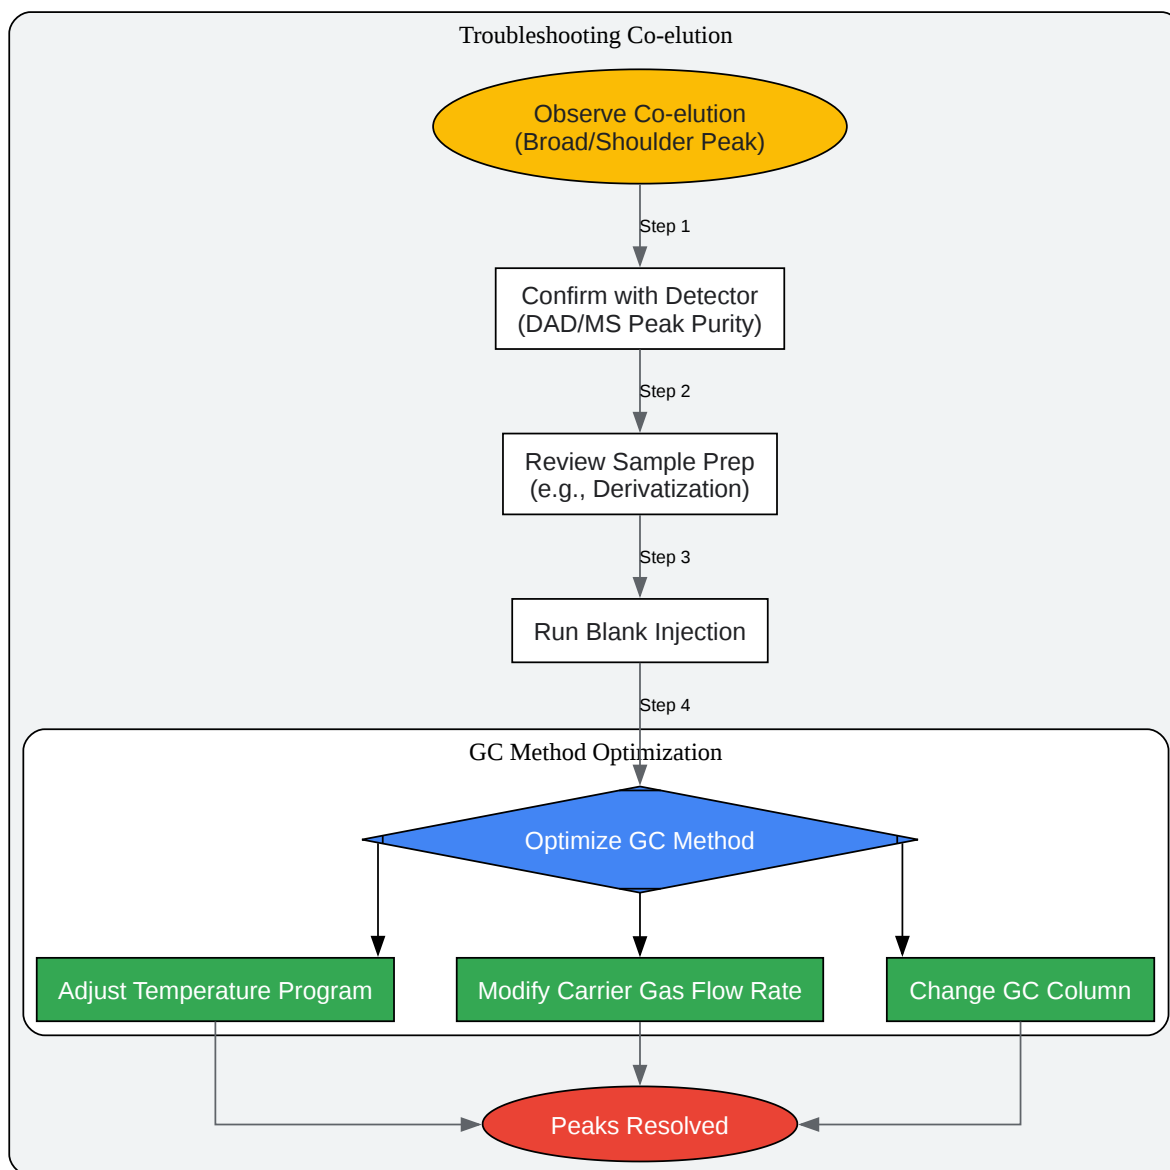 Troubleshooting Co-elution
Observe Co-elution
(Broad/Shoulder Peak)
Step 1
Confirm with Detector
(DAD/MS Peak Purity)
Step 2
Review Sample Prep
(e.g., Derivatization)
Step 3
Run Blank Injection
Step 4
GC Method Optimization
Optimize GC Method
Adjust Temperature Program
Modify Carrier Gas Flow Rate
Change GC Column
Peaks Resolved